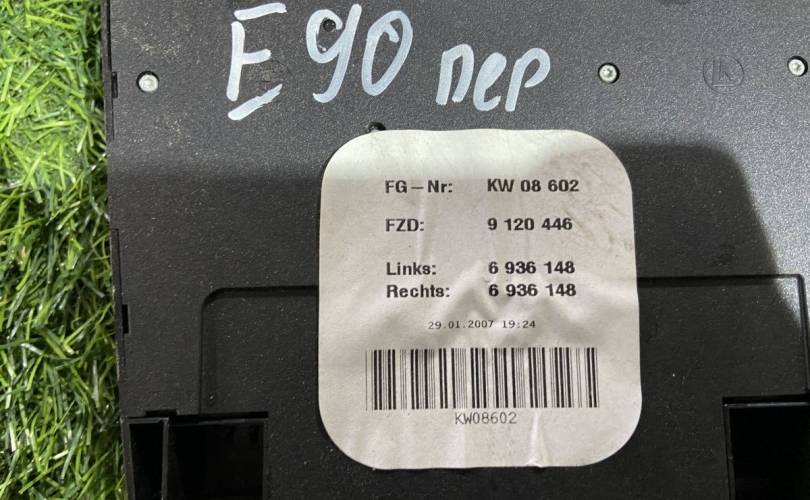 E90 пер
FG-Nr: KW 08 602
FZD: 9 120 446
Links: 6 936 148
Rechts: 6 936 148
29.01.2007 19:24
KW08602